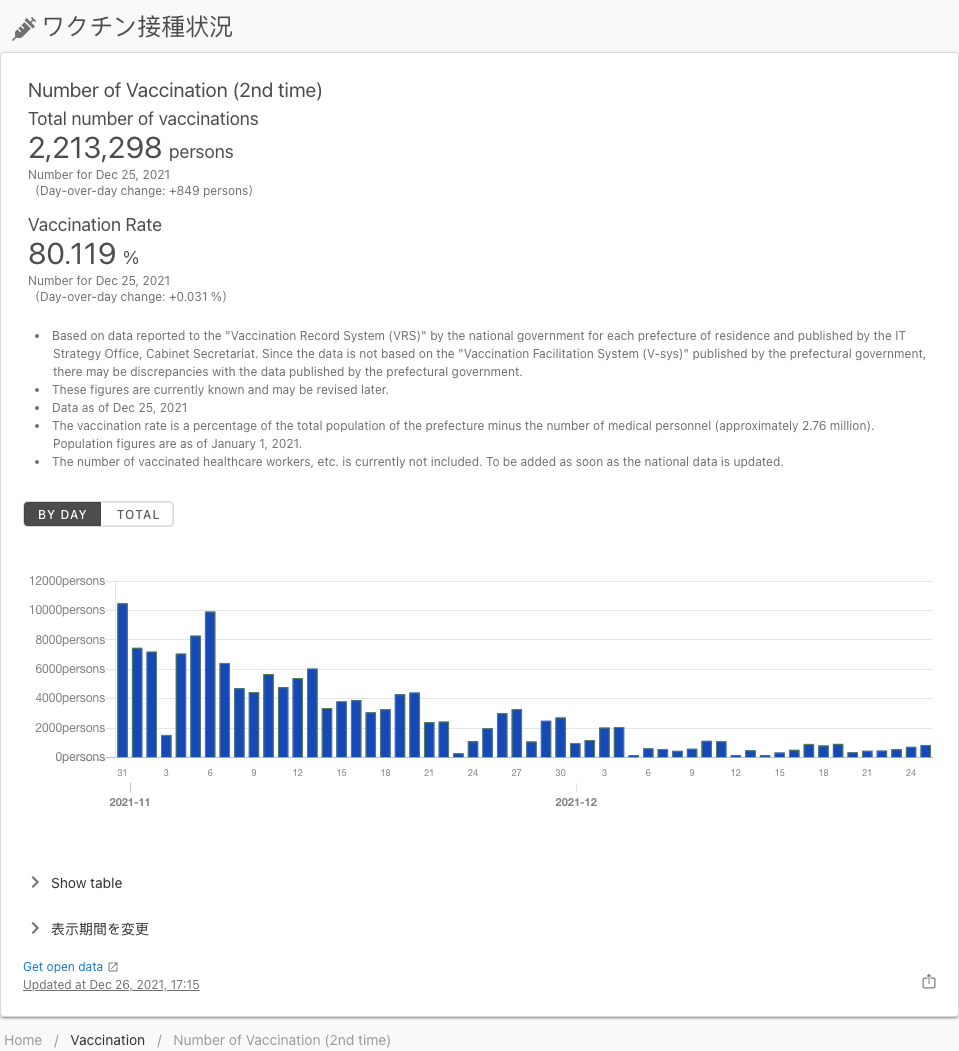 ワクチン接種状況
Number of Vaccination (2nd time)
Total number of vaccinations
2,213,298 persons
Number for Dec 25, 2021
(Day-over-day change: +849 persons)
Vaccination Rate
80.119 %
Number for Dec 25, 2021
(Day-over-day change: +0.031 %)
• Based on data reported to the "Vaccination Record System (VRS)" by the national government for each prefecture of residence and published by the IT
Strategy Office, Cabinet Secretariat. Since the data is not based on the "Vaccination Facilitation System (V-sys)" published by the prefectural government,
there may be discrepancies with the data published by the prefectural government.
• These figures are currently known and may be revised later.
• Data as of Dec 25, 2021
• The vaccination rate is a percentage of the total population of the prefecture minus the number of medical personnel (approximately 2.76 million).
Population figures are as of January 1, 2021.
• The number of vaccinated healthcare workers, etc. is currently not included. To be added as soon as the national data is updated.
BY DAY TOTAL
12000persons
10000persons
8000persons
6000persons
4000persons
2000persons
0persons
31 3 6 9 12 15 18 21 24 27 30 3 6 9 12 15 18 21 24
2021-11 2021-12
Show table
表示期間を変更
Get open data
Updated at Dec 26, 2021, 17:15
Home / Vaccination / Number of Vaccination (2nd time)